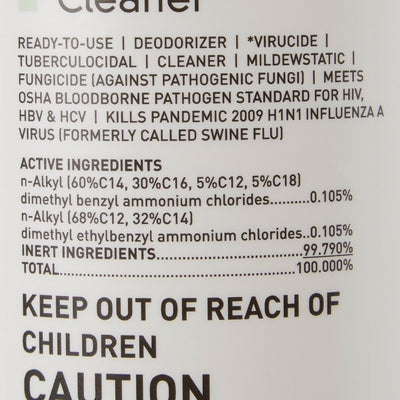 Cleaner
READY-TO-USE | DEODORIZER | *VIRUCIDE |
TUBERCULOCIDAL | CLEANER | MILDEWSTATIC |
FUNGICIDE (AGAINST PATHOGENIC FUNGI) | MEETS
OSHA BLOODBORNE PATHOGEN STANDARD FOR HIV,
HBV & HCV | KILLS PANDEMIC 2009 H1N1 INFLUENZA A
VIRUS (FORMERLY CALLED SWINE FLU)
ACTIVE INGREDIENTS
n-Alkyl (60%C14, 30%C16, 5%C12, 5%C18)
dimethyl benzyl ammonium chlorides..........0.105%
n-Alkyl (68%C12, 32%C14)
dimethyl ethylbenzyl ammonium chlorides..0.105%
INERT INGREDIENTS....................................99.790%
TOTAL..........................................................100.000%
KEEP OUT OF REACH OF
CHILDREN
CAUTION